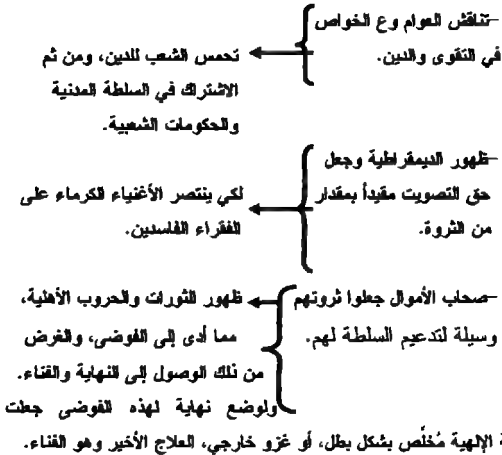 –تناقش العوام وع الخواص
في التقوى والدين.
تحمس الشعب للدين، ومن ثم
الاشتراك في السلطة المدنية
والحكومات الشعبية.
–ظهور الديمقراطية وجعل
حق التصويت مقيداً بمقدار
من الثروة.
لكي ينتصر الأغنياء الكرماء على
الفقراء الفاسدين.
–صحاب الأموال جعلوا ثروتهم
وسيلة لتدعيم السلطة لهم.
ظهور الثورات والحروب الأهلية،
مما أدى إلى الفوضى، والغرض
من ذلك الوصول إلى النهاية والفناء.
ولوضع نهاية لهذه الفوضى جعلت
الإلهية مُخلّص بشكل بطل، أو غزو خارجي، العلاج الأخير وهو الفناء.